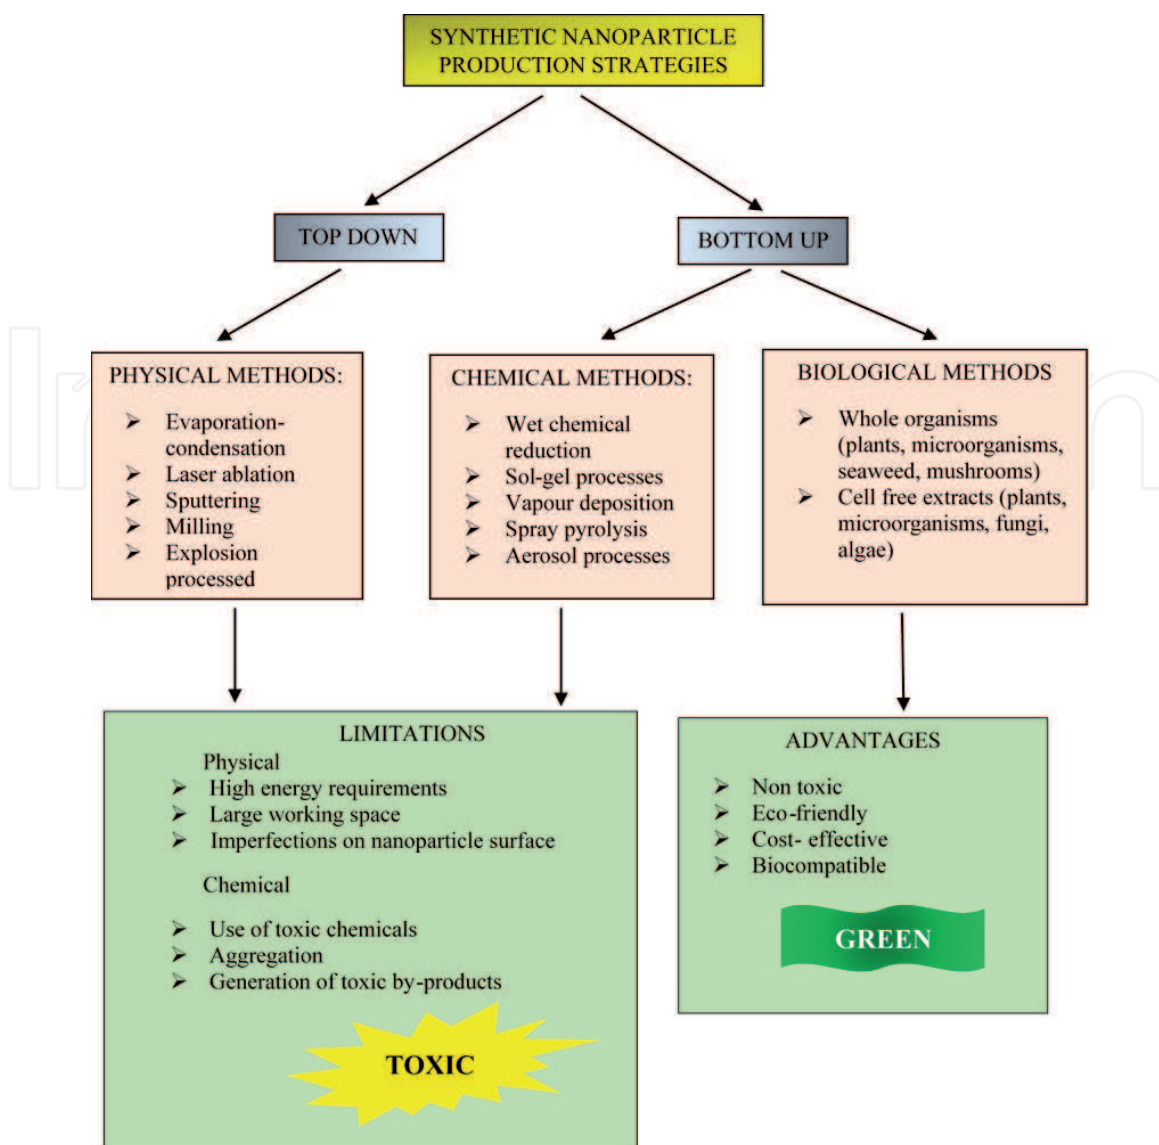 SYNTHETIC NANOPARTICLE
PRODUCTION STRATEGIES
TOP DOWN
BOTTOM UP
PHYSICAL METHODS:
➢ Evaporation-
condensation
➢ Laser ablation
➢ Sputtering
➢ Milling
➢ Explosion
processed
CHEMICAL METHODS:
➢ Wet chemical
reduction
➢ Sol-gel processes
➢ Vapour deposition
➢ Spray pyrolysis
➢ Aerosol processes
BIOLOGICAL METHODS
➢ Whole organisms
(plants, microorganisms,
seaweed, mushrooms)
➢ Cell free extracts (plants,
microorganisms, fungi,
algae)
LIMITATIONS
Physical
➢ High energy requirements
➢ Large working space
➢ Imperfections on nanoparticle surface
Chemical
➢ Use of toxic chemicals
➢ Aggregation
➢ Generation of toxic by-products
TOXIC
ADVANTAGES
➢ Non toxic
➢ Eco-friendly
➢ Cost- effective
➢ Biocompatible
GREEN